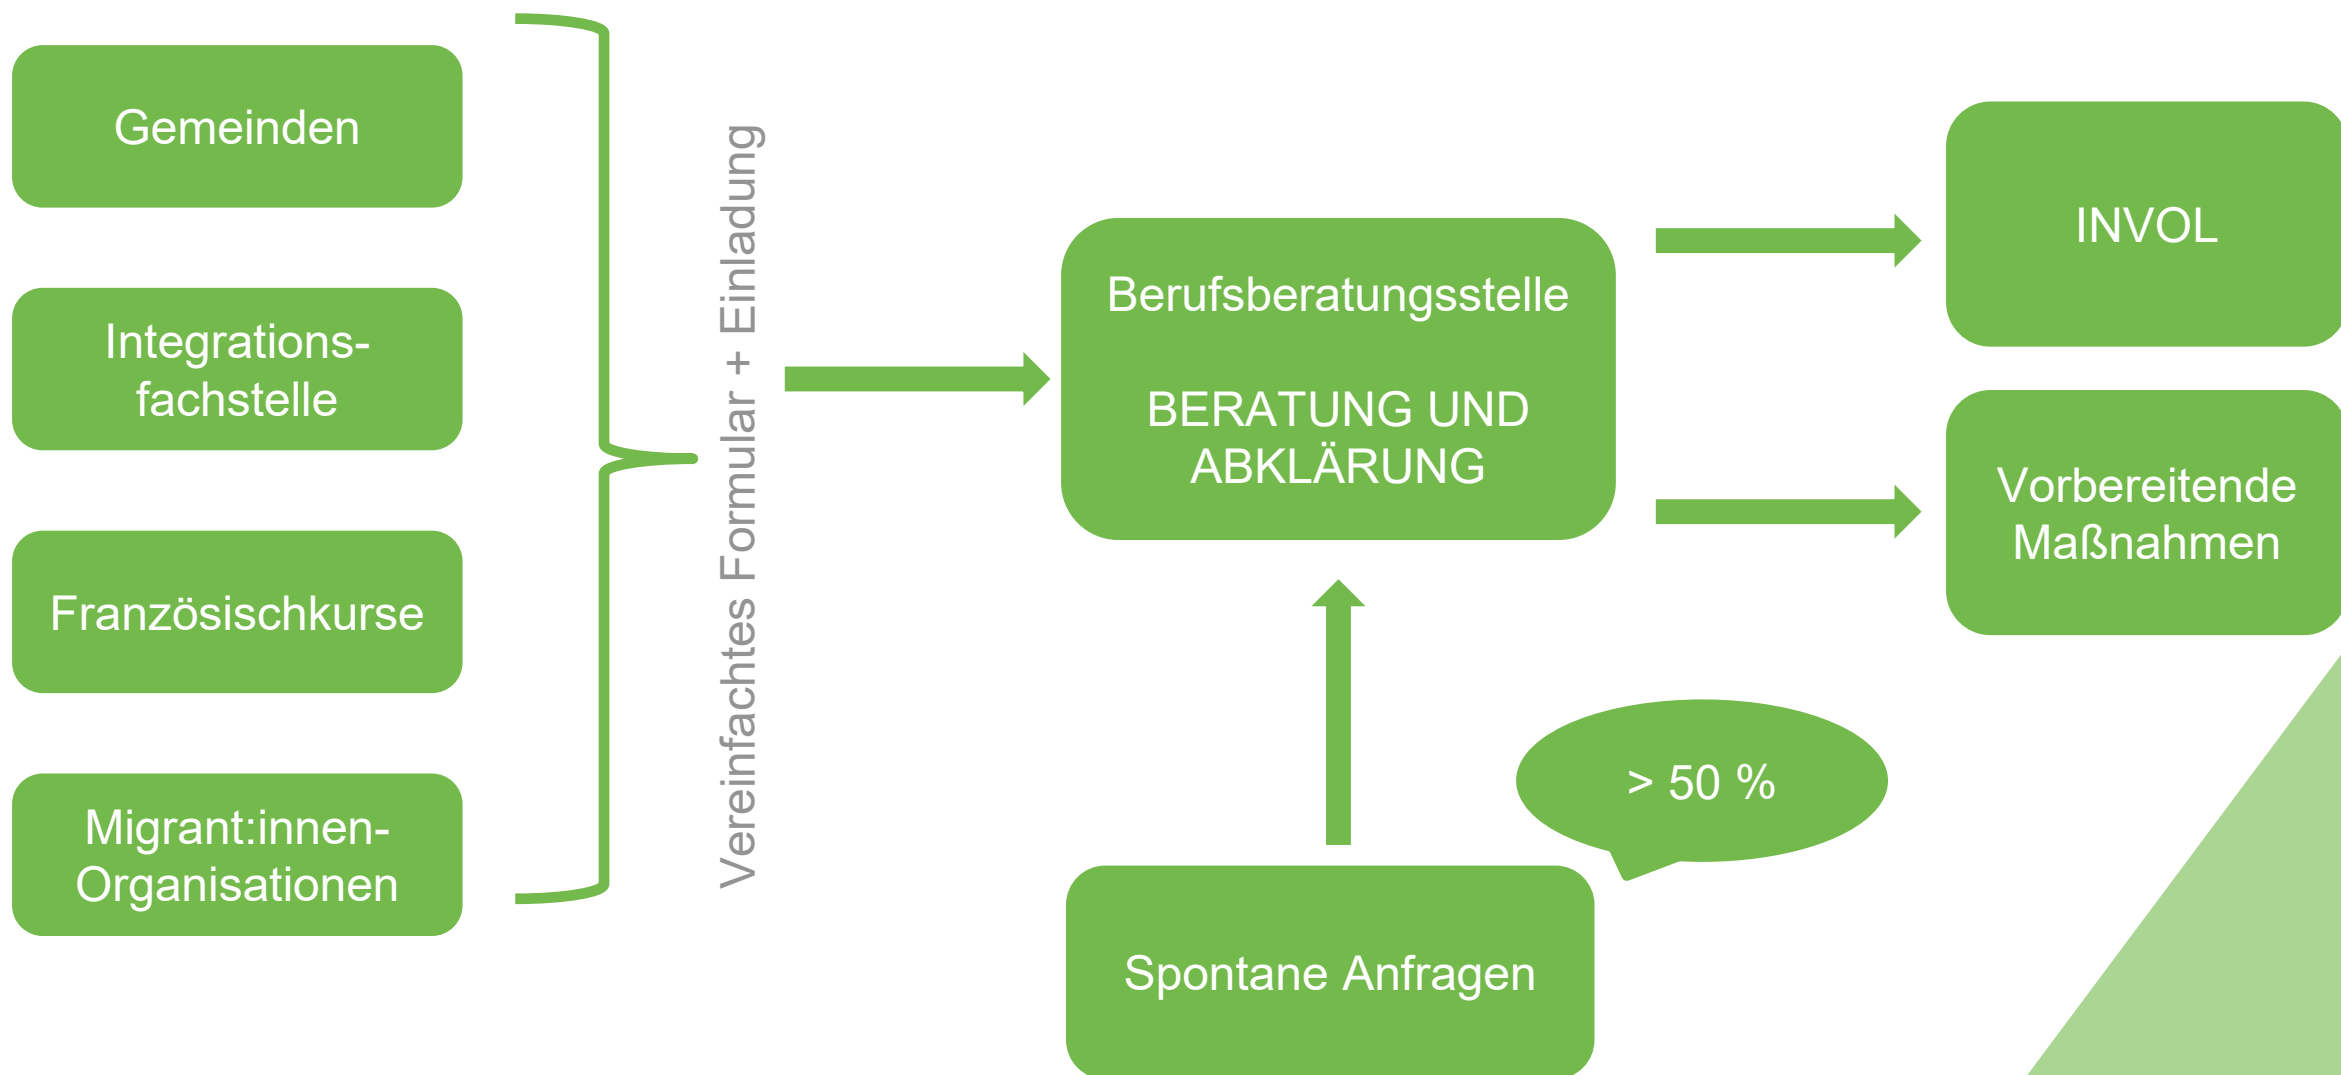 Gemeinden
Integrations-
fachstelle
Französischkurse
Migrant:innen-
Organisationen
Vereinfachtes Formular + Einladung
Berufsberatungsstelle
BERATUNG UND
ABKLÄRUNG
INVOL
Vorbereitende
Maßnahmen
> 50 %
Spontane Anfragen